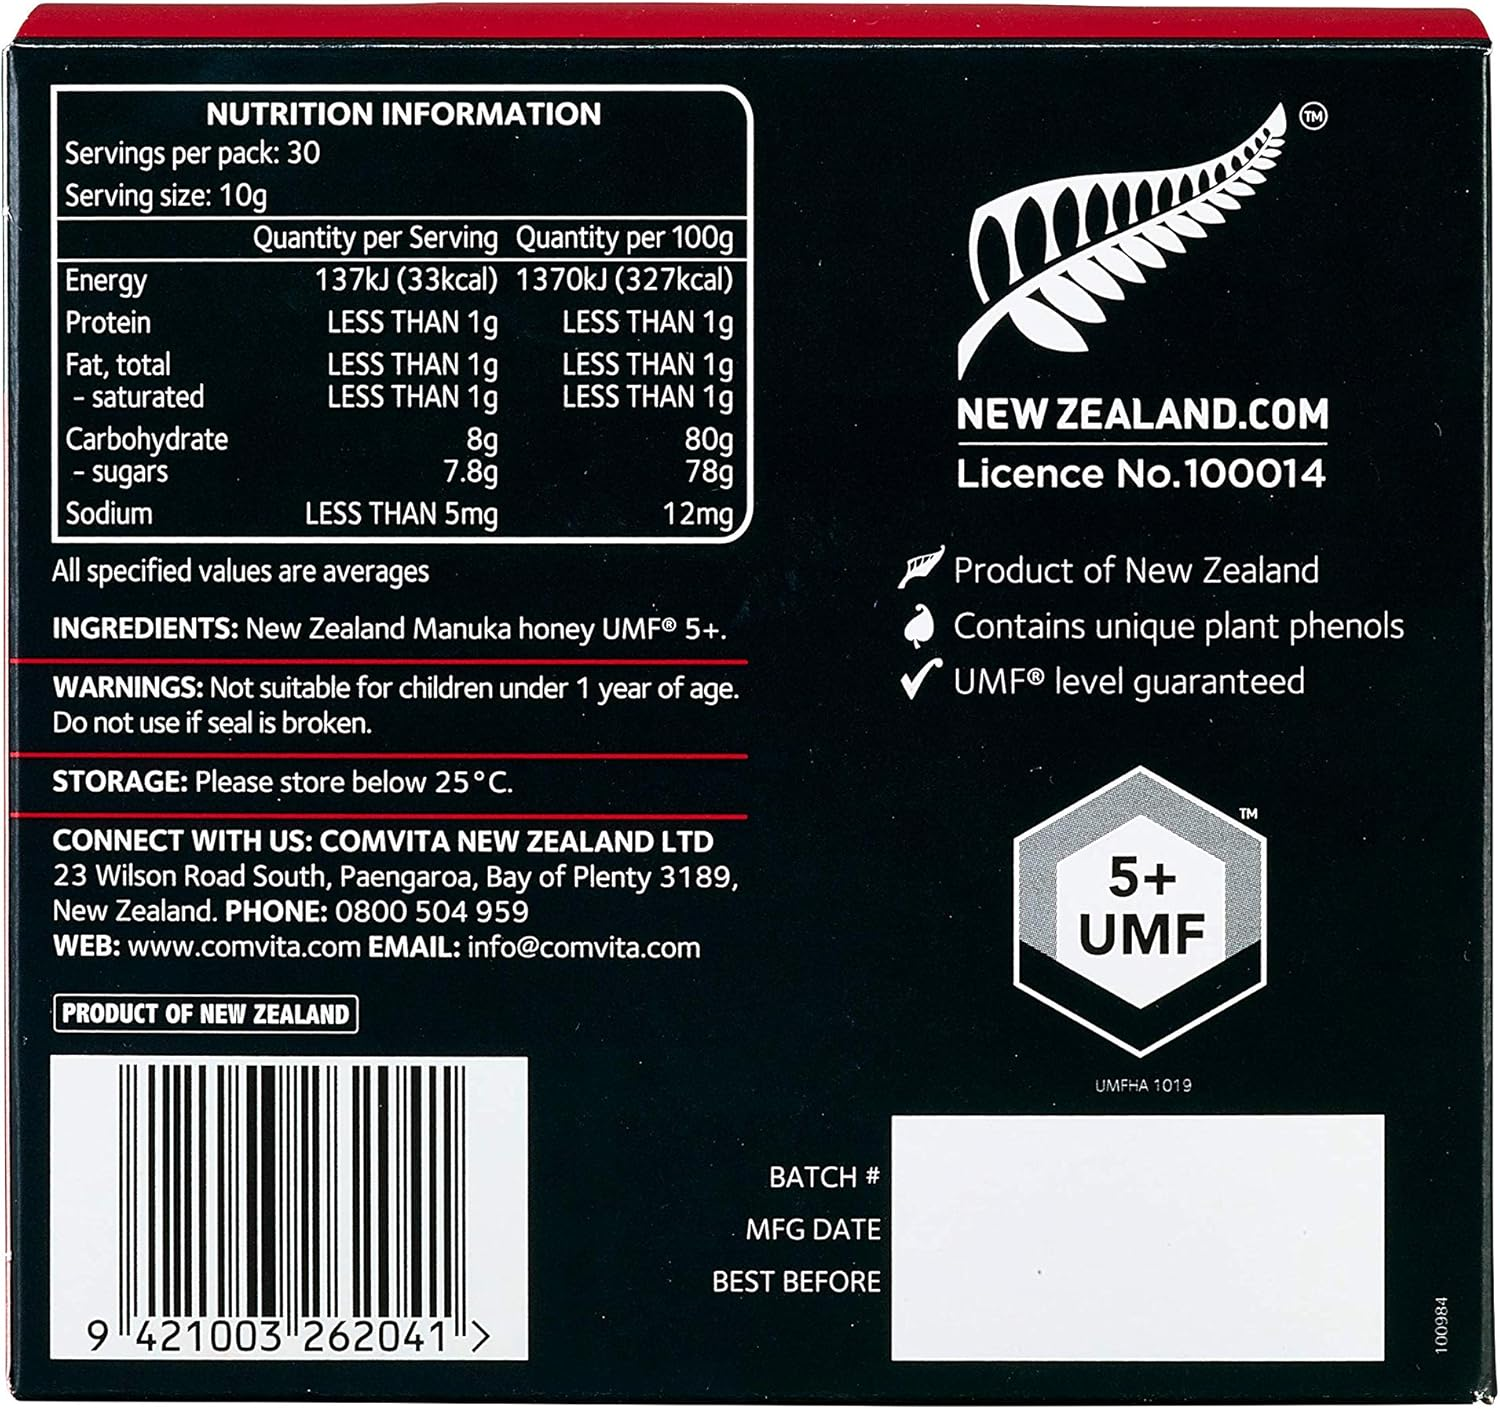 NUTRITION INFORMATION
Servings per pack: 30
Serving size: 10g
Quantity per Serving Quantity per 100g
Energy 137kJ (33kcal) 1370kJ (327kcal)
Protein LESS THAN 1g LESS THAN 1g
Fat, total LESS THAN 1g LESS THAN 1g
- saturated LESS THAN 1g LESS THAN 1g
Carbohydrate 8g 80g
- sugars 7.8g 78g
Sodium LESS THAN 5mg 12mg
All specified values are averages
INGREDIENTS: New Zealand Manuka honey UMF® 5+.
WARNINGS: Not suitable for children under 1 year of age.
Do not use if seal is broken.
STORAGE: Please store below 25°C.
CONNECT WITH US: COMVITA NEW ZEALAND LTD
23 Wilson Road South, Paengaroa, Bay of Plenty 3189,
New Zealand. PHONE: 0800 504 959
WEB: www.comvita.com EMAIL: info@comvita.com
PRODUCT OF NEW ZEALAND
9 421003 262041 >
TM
NEW ZEALAND.COM
Licence No.100014
Product of New Zealand
Contains unique plant phenols
UMF® level guaranteed
TM
5+
UMF
UMFHA 1019
BATCH #
MFG DATE
BEST BEFORE
100984